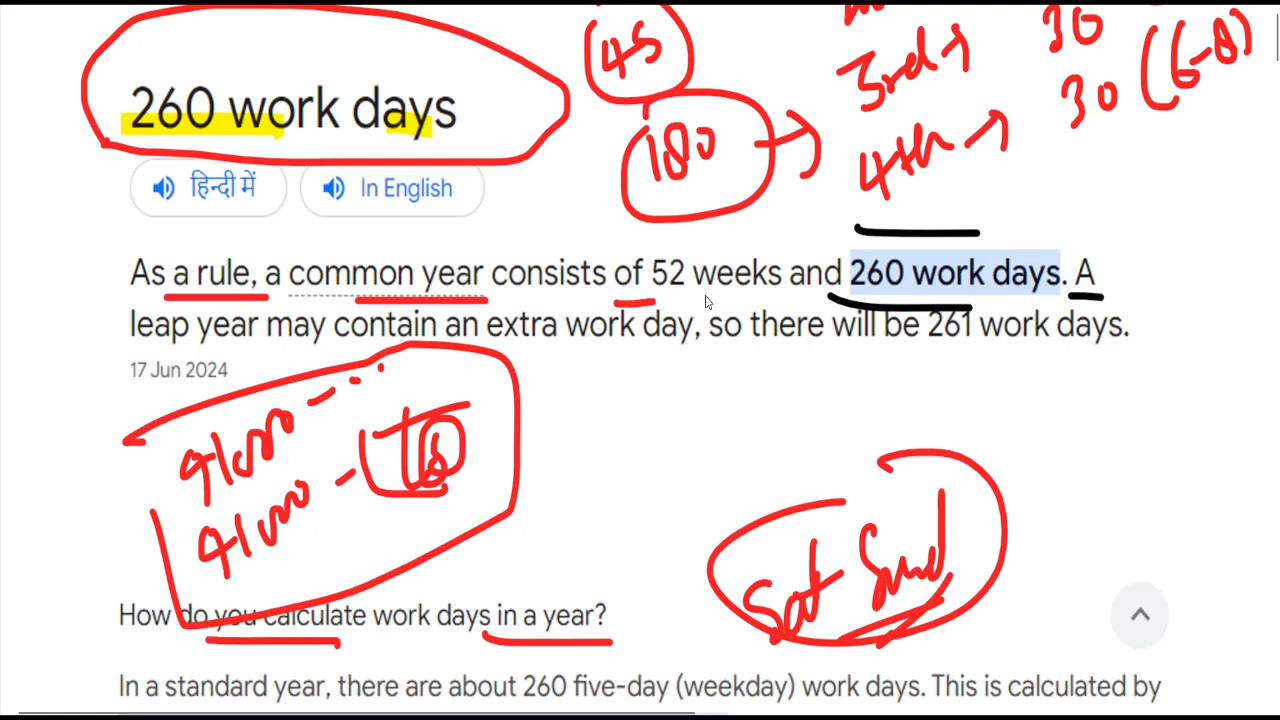 30
45
3rd → 30 (6-8)
260 work days
180 →
4th →
हिन्दी में In English
As a rule, a common year consists of 52 weeks and 260 work days. A
leap year may contain an extra work day, so there will be 261 work days.
17 Jun 2024
Sat Sund
How do you calculate work days in a year?
In a standard year, there are about 260 five-day (weekday) work days. This is calculated by